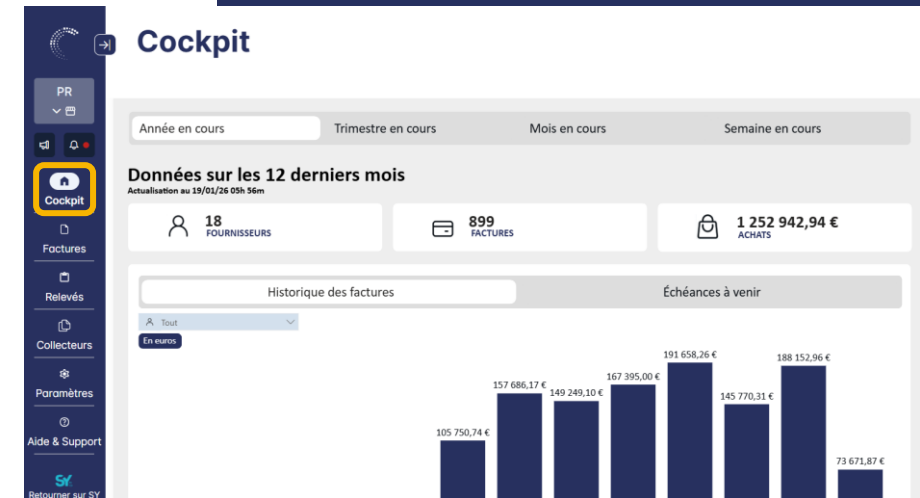 Cockpit
PR
Cockpit
Factures
Relevés
Collecteurs
Paramètres
Aide & Support
SY
Retourner sur SY
Année en cours
Trimestre en cours
Mois en cours
Semaine en cours
Données sur les 12 derniers mois
Actualisation au 19/01/26 05h 56m
18
FOURNISSEURS
899
FACTURES
1 252 942,94 €
ACHATS
Historique des factures
Échéances à venir
Tout
En euros
105 750,74 €
157 686,17 €
149 249,10 €
167 395,00 €
191 658,26 €
145 770,31 €
188 152,96 €
73 671,87 €